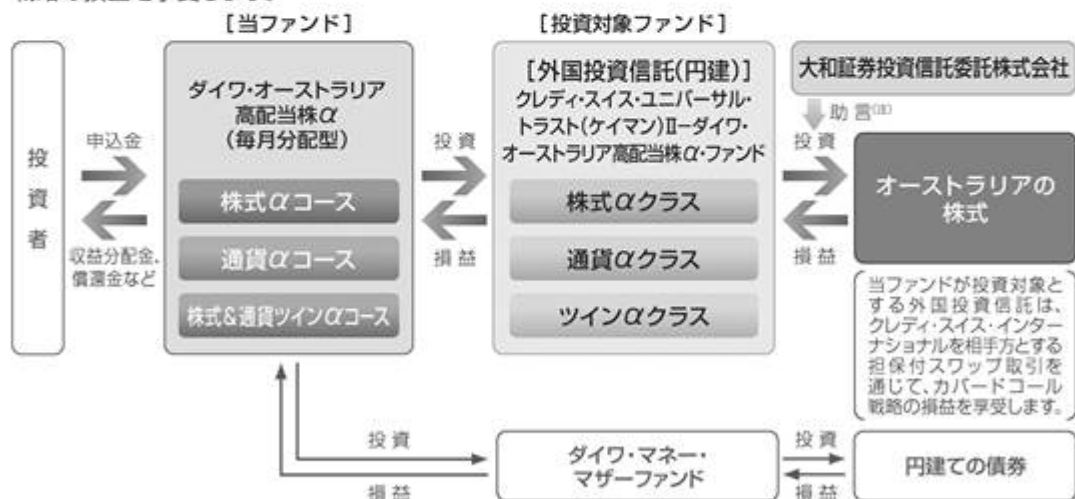 [当ファンド]
[投資対象ファンド]
投資者
申込金
収益分配金、
償還金など
ダイワ・オーストラリア
高配当株α
(毎月分配型)
株式αコース
通貨αコース
株式&通貨ツインαコース
投資
損益
[外国投資信託(円建)]
クレディ・スイス・ユニバーサル・
トラスト(ケイマン)Ⅱ－ダイワ・
オーストラリア高配当株α・ファンド
株式αクラス
通貨αクラス
ツインαクラス
大和証券投資信託委託株式会社
助言(注)
投資
損益
オーストラリアの
株式
当ファンドが投資対象と
する外国投資信託は、
クレディ・スイス・インター
ナショナルを相手方とする
担保付スワップ取引を
通じて、カバードコール
戦略の損益を享受します。
投資
損益
ダイワ・マネー・
マザーファンド
投資
損益
円建ての債券